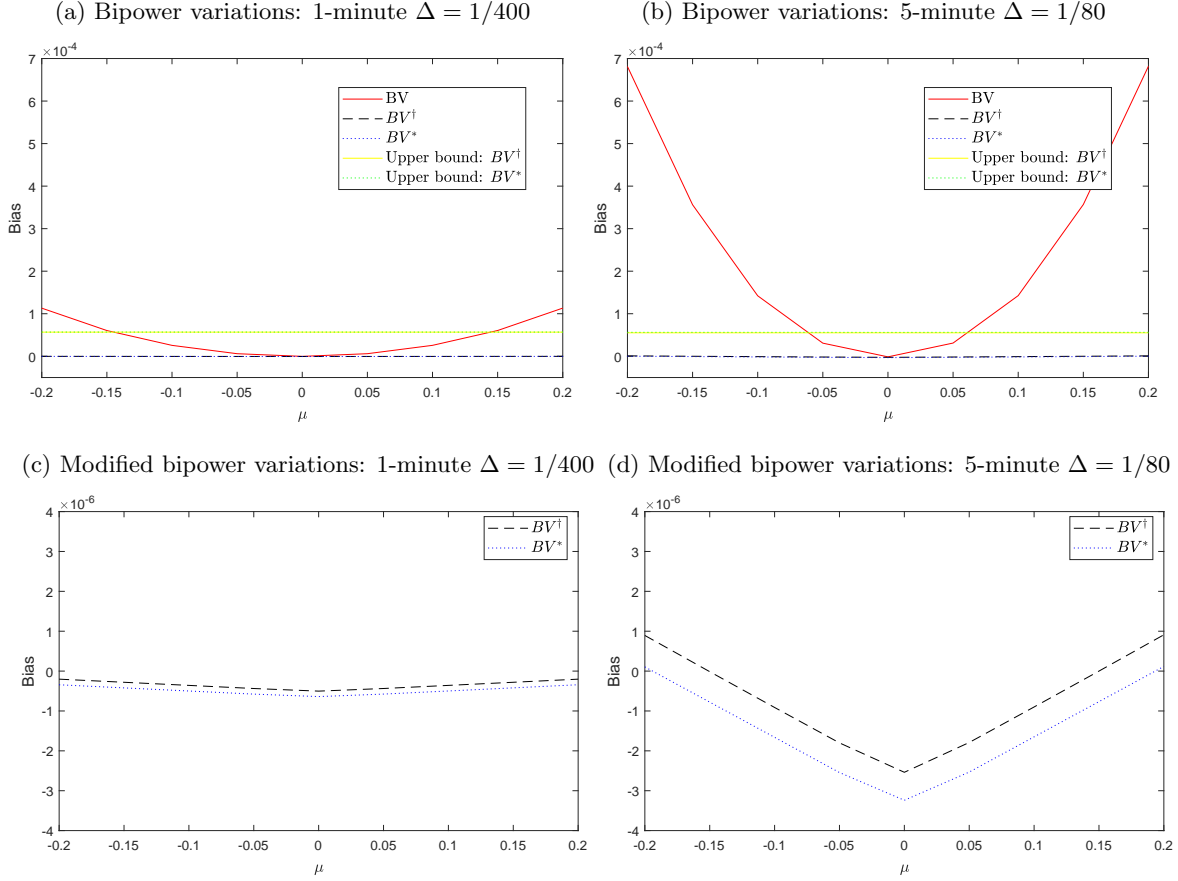 (a) Bipower variations: 1-minute Δ = 1/400
×10⁻⁴
7
6
5
4
3
2
1
0
Bias
-0.2 -0.15 -0.1 -0.05 0 0.05 0.1 0.15 0.2
μ
BV
BV†
BV*
Upper bound: BV†
Upper bound: BV*
(b) Bipower variations: 5-minute Δ = 1/80
×10⁻⁴
7
6
5
4
3
2
1
0
Bias
-0.2 -0.15 -0.1 -0.05 0 0.05 0.1 0.15 0.2
μ
BV
BV†
BV*
Upper bound: BV†
Upper bound: BV*
(c) Modified bipower variations: 1-minute Δ = 1/400
×10⁻⁶
4
3
2
1
0
-1
-2
-3
-4
Bias
-0.2 -0.15 -0.1 -0.05 0 0.05 0.1 0.15 0.2
μ
BV†
BV*
(d) Modified bipower variations: 5-minute Δ = 1/80
×10⁻⁶
4
3
2
1
0
-1
-2
-3
-4
Bias
-0.2 -0.15 -0.1 -0.05 0 0.05 0.1 0.15 0.2
μ
BV†
BV*